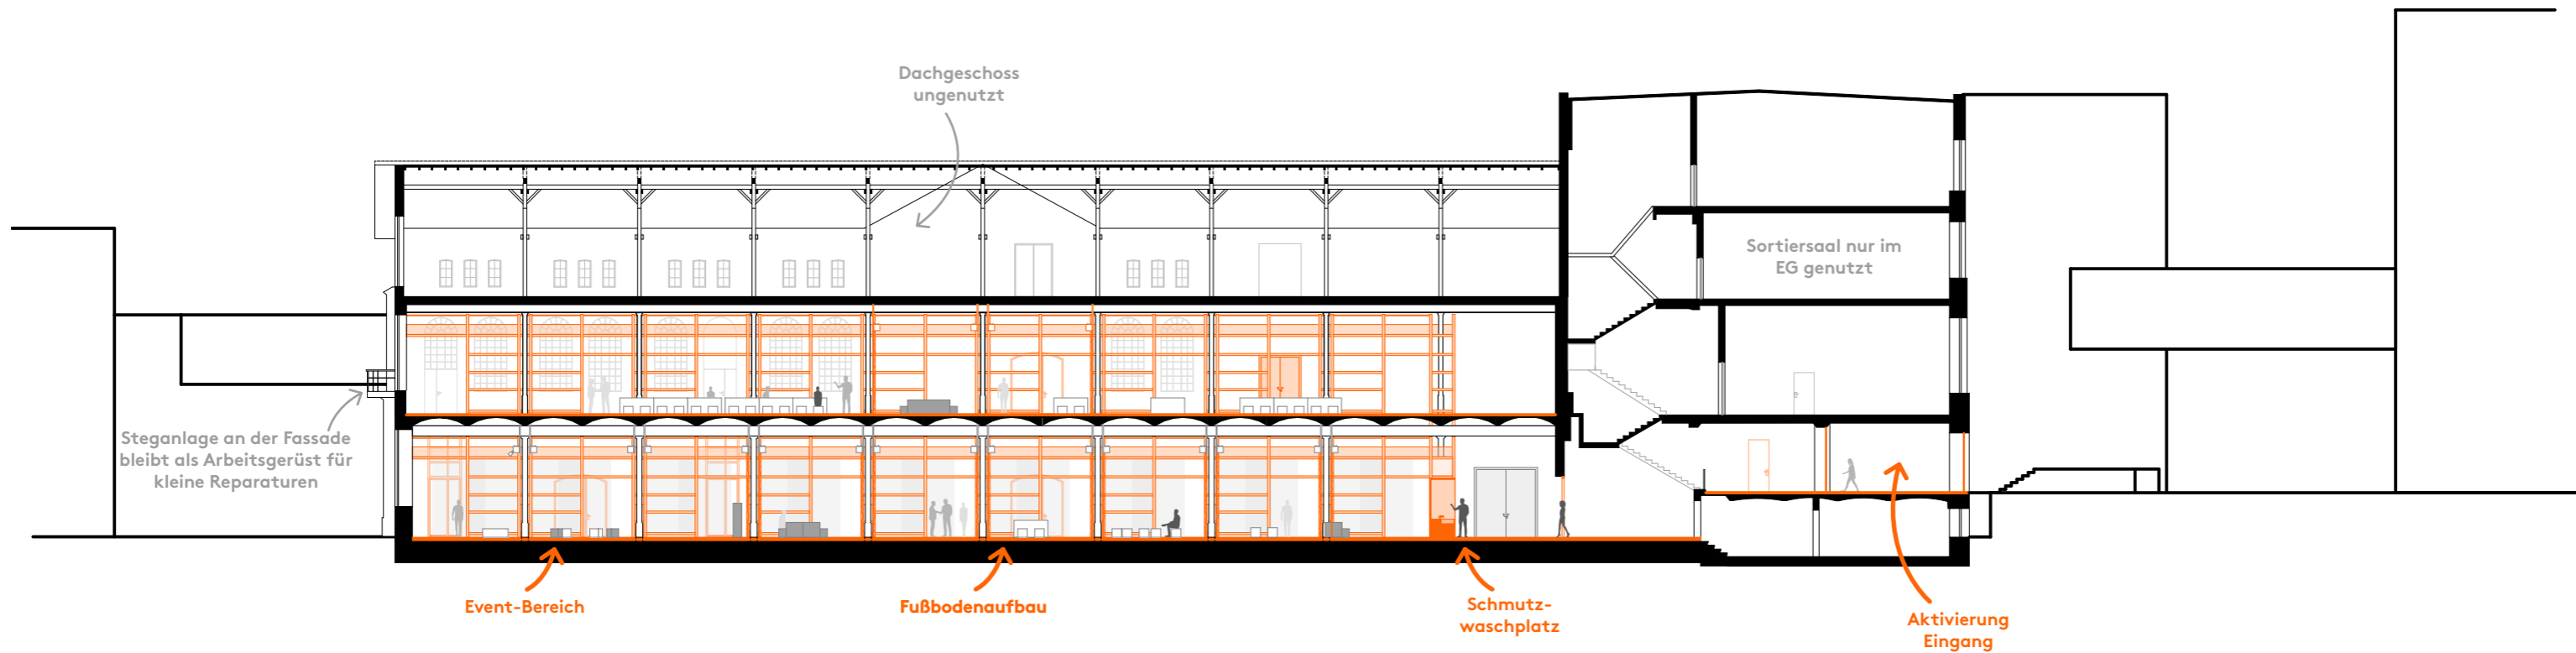 Dachgeschoss
ungenutzt
Sortiersaal nur im
EG genutzt
Steganlage an der Fassade
bleibt als Arbeitsgerüst für
kleine Reparaturen
Event-Bereich
Fußbodenaufbau
Schmutz-
waschplatz
Aktivierung
Eingang